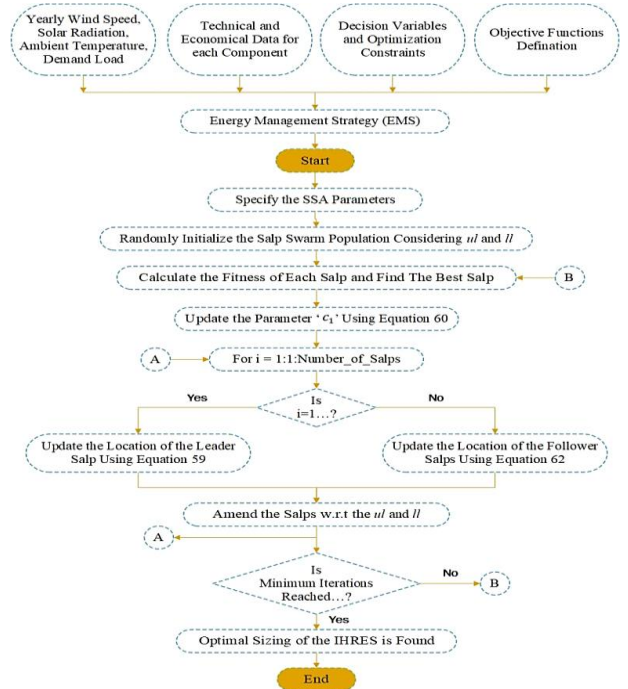 Yearly Wind Speed,
Solar Radiation,
Ambient Temperature,
Demand Load
Technical and
Economical Data for
each Component
Decision Variables
and Optimization
Constraints
Objective Functions
Defination
Energy Management Strategy (EMS)
Start
Specify the SSA Parameters
Randomly Initialize the Salp Swarm Population Considering ul and ll
Calculate the Fitness of Each Salp and Find The Best Salp
B
Update the Parameter ‘c₁’ Using Equation 60
A
For i = 1:1:Number_of_Salps
Is
i=1...?
Yes
No
Update the Location of the Leader
Salp Using Equation 59
Update the Location of the Follower
Salps Using Equation 62
Amend the Salps w.r.t the ul and ll
A
Is
Minimum Iterations
Reached...?
No
B
Yes
Optimal Sizing of the IHRES is Found
End